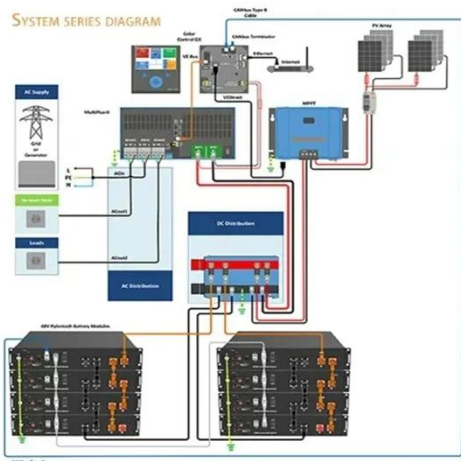 SYSTEM SERIES DIAGRAM
CANbus Type B
Cable
PV Array
Color
Control GX
CANbus Terminator
VE.Bus
Ethernet
Internet
AC Supply
MultiPlus-II
VE.Direct
MPPT
Grid
or
Generator
L
PE
N
ACin
ACout1
Loads
DC Distribution
ACout2
AC Distribution
48V Pylontech Battery Modules